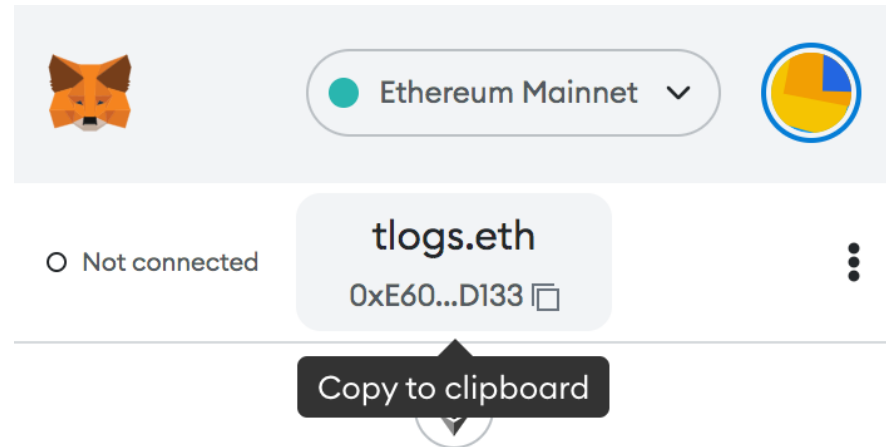 Ethereum Mainnet
Not connected
tlogs.eth
0xE60...D133
Copy to clipboard